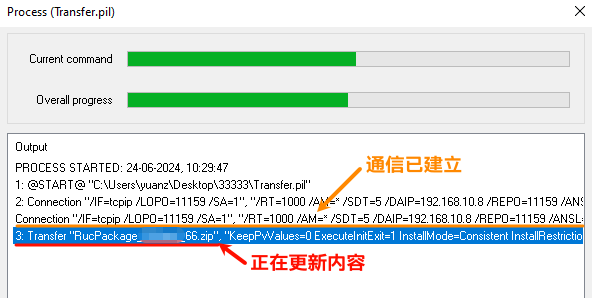 Process (Transfer.pil)
Current command
Overall progress
Output
PROCESS STARTED: 24-06-2024, 10:29:47
通信已建立
1: @START@ "C:\Users\yuanz\Desktop\33333\Transfer.pil"
2: Connection "/IF=tcpip /LOPO=11159 /SA=1", "/RT=1000 /AM=* /SDT=5 /DAIP=192.168.10.8 /REPO=11159 /ANS
Connection "/IF=tcpip /LOPO=11159 /SA=1", "/RT=1000 /AM=* /SDT=5 /DAIP=192.168.10.8 /REPO=11159 /ANSL=
3: Transfer "RucPackage_ _66.zip", "KeepPvValues=0 ExecuteInitExit=1 InstallMode=Consistent InstallRestrictio
正在更新内容